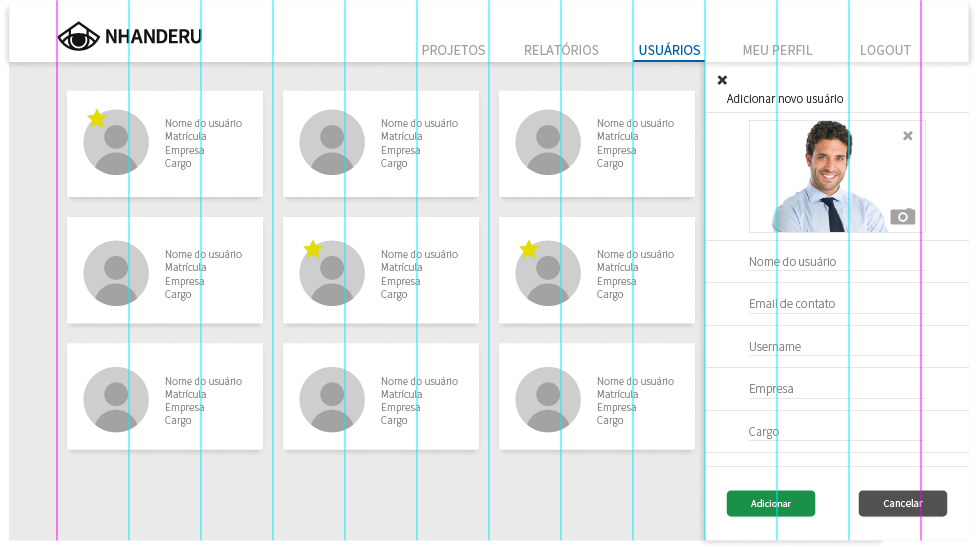 NHANDERU
PROJETOS
RELATÓRIOS
USUÁRIOS
MEU PERFIL
LOGOUT
Nome do usuário
Matrícula
Empresa
Cargo
Nome do usuário
Matrícula
Empresa
Cargo
Nome do usuário
Matrícula
Empresa
Cargo
Nome do usuário
Matrícula
Empresa
Cargo
Nome do usuário
Matrícula
Empresa
Cargo
Nome do usuário
Matrícula
Empresa
Cargo
Nome do usuário
Matrícula
Empresa
Cargo
Nome do usuário
Matrícula
Empresa
Cargo
Nome do usuário
Matrícula
Empresa
Cargo
Adicionar novo usuário
Nome do usuário
Email de contato
Username
Empresa
Cargo
Adicionar
Cancelar